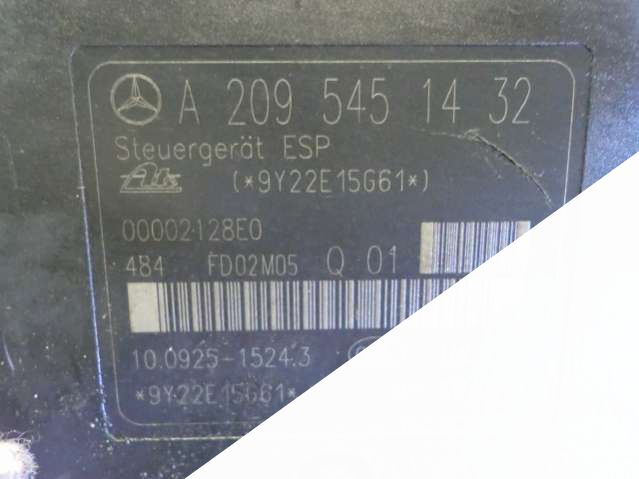 A 209 545 14 32
Steuergerät ESP
Ate (*9Y22E15G61*)
00002128E0
484 FD02M05 Q 01
10.0925-1524.3
*9Y22E15G61*